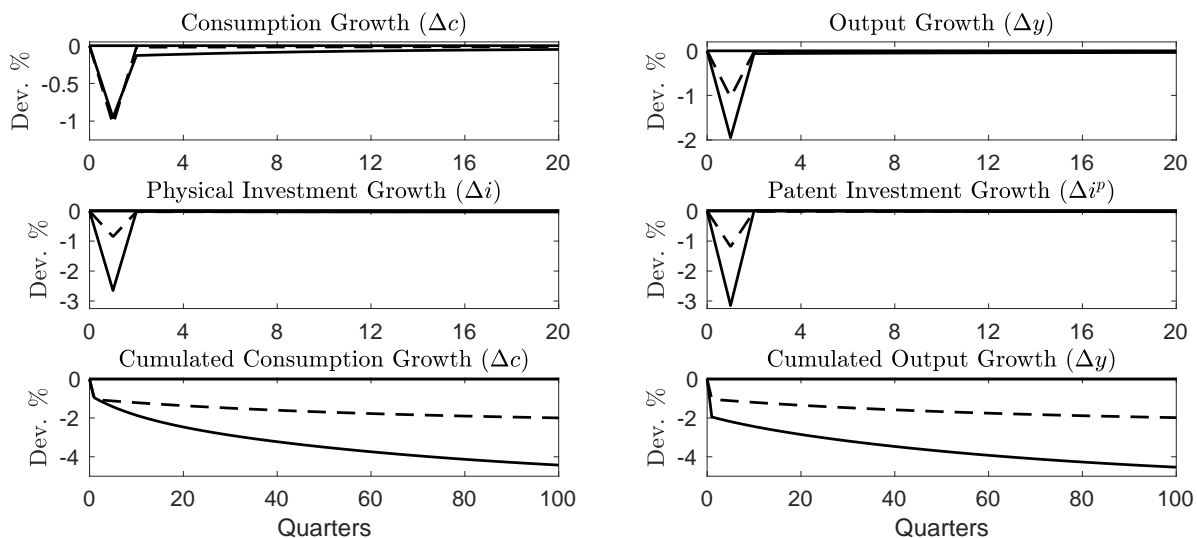 Consumption Growth (Δc)
Dev. %
0
-0.5
-1
0 4 8 12 16 20
Output Growth (Δy)
Dev. %
0
-1
-2
0 4 8 12 16 20
Physical Investment Growth (Δi)
Dev. %
0
-1
-2
-3
0 4 8 12 16 20
Patent Investment Growth (Δiᵖ)
Dev. %
0
-1
-2
-3
0 4 8 12 16 20
Cumulated Consumption Growth (Δc)
Dev. %
0
-2
-4
0 20 40 60 80 100
Quarters
Cumulated Output Growth (Δy)
Dev. %
0
-2
-4
0 20 40 60 80 100
Quarters